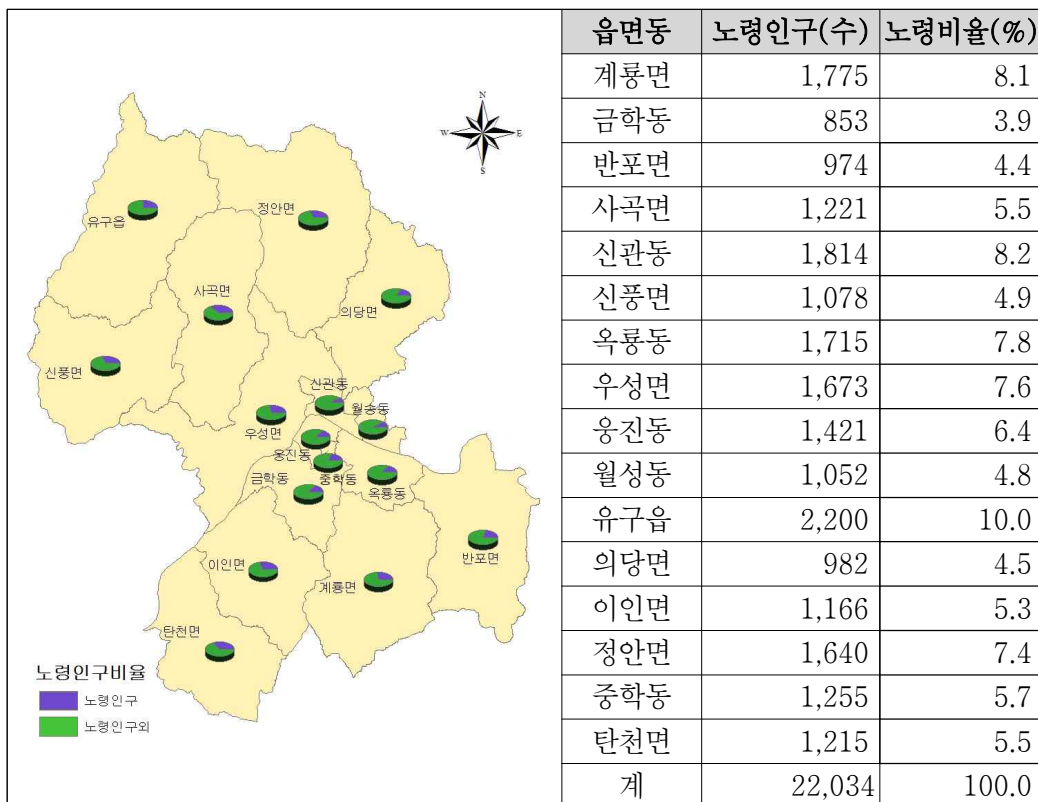 N
W
E
S
유구읍
정안면
사곡면
의당면
신풍면
신관동
월송동
우성면
웅진동
금학동
중학동
옥룡동
반포면
이인면
계룡면
탄천면
노령인구비율
노령인구
노령인구외
읍면동 노령인구(수) 노령비율(%)
계룡면 1,775 8.1
금학동 853 3.9
반포면 974 4.4
사곡면 1,221 5.5
신관동 1,814 8.2
신풍면 1,078 4.9
옥룡동 1,715 7.8
우성면 1,673 7.6
웅진동 1,421 6.4
월성동 1,052 4.8
유구읍 2,200 10.0
의당면 982 4.5
이인면 1,166 5.3
정안면 1,640 7.4
중학동 1,255 5.7
탄천면 1,215 5.5
계 22,034 100.0